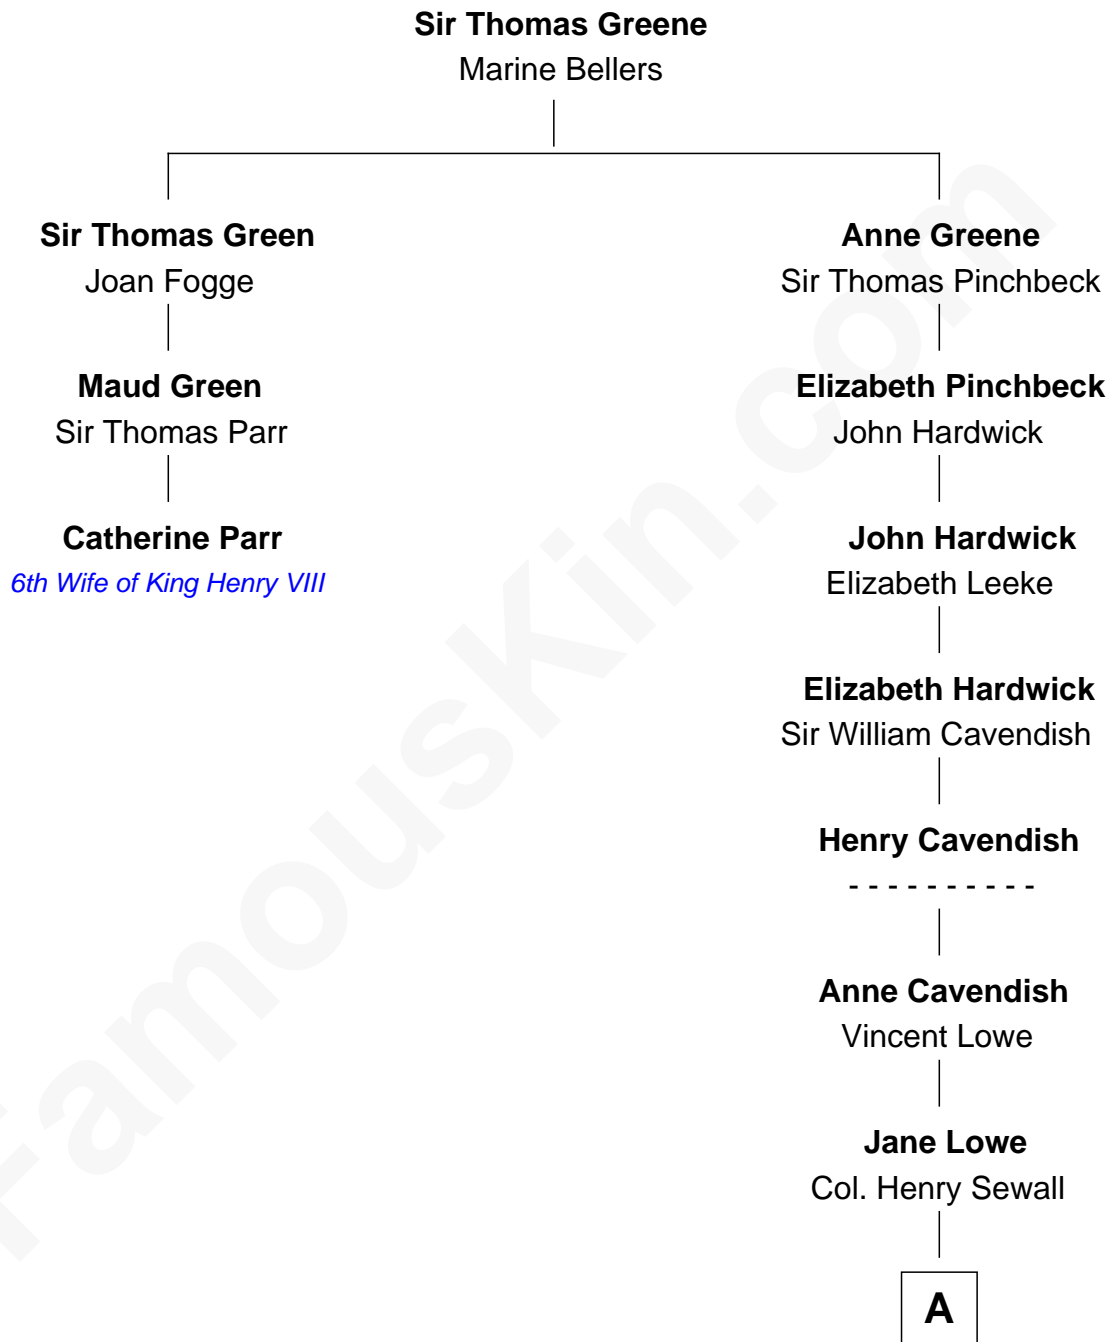 Sir Thomas Greene
Marine Bellers
Sir Thomas Green
Joan Fogge
Maud Green
Sir Thomas Parr
Catherine Parr
6th Wife of King Henry VIII
Anne Greene
Sir Thomas Pinchbeck
Elizabeth Pinchbeck
John Hardwick
John Hardwick
Elizabeth Leeke
Elizabeth Hardwick
Sir William Cavendish
Henry Cavendish
- - - - - - - - - -
Anne Cavendish
Vincent Lowe
Jane Lowe
Col. Henry Sewall
A
FamousKin.com